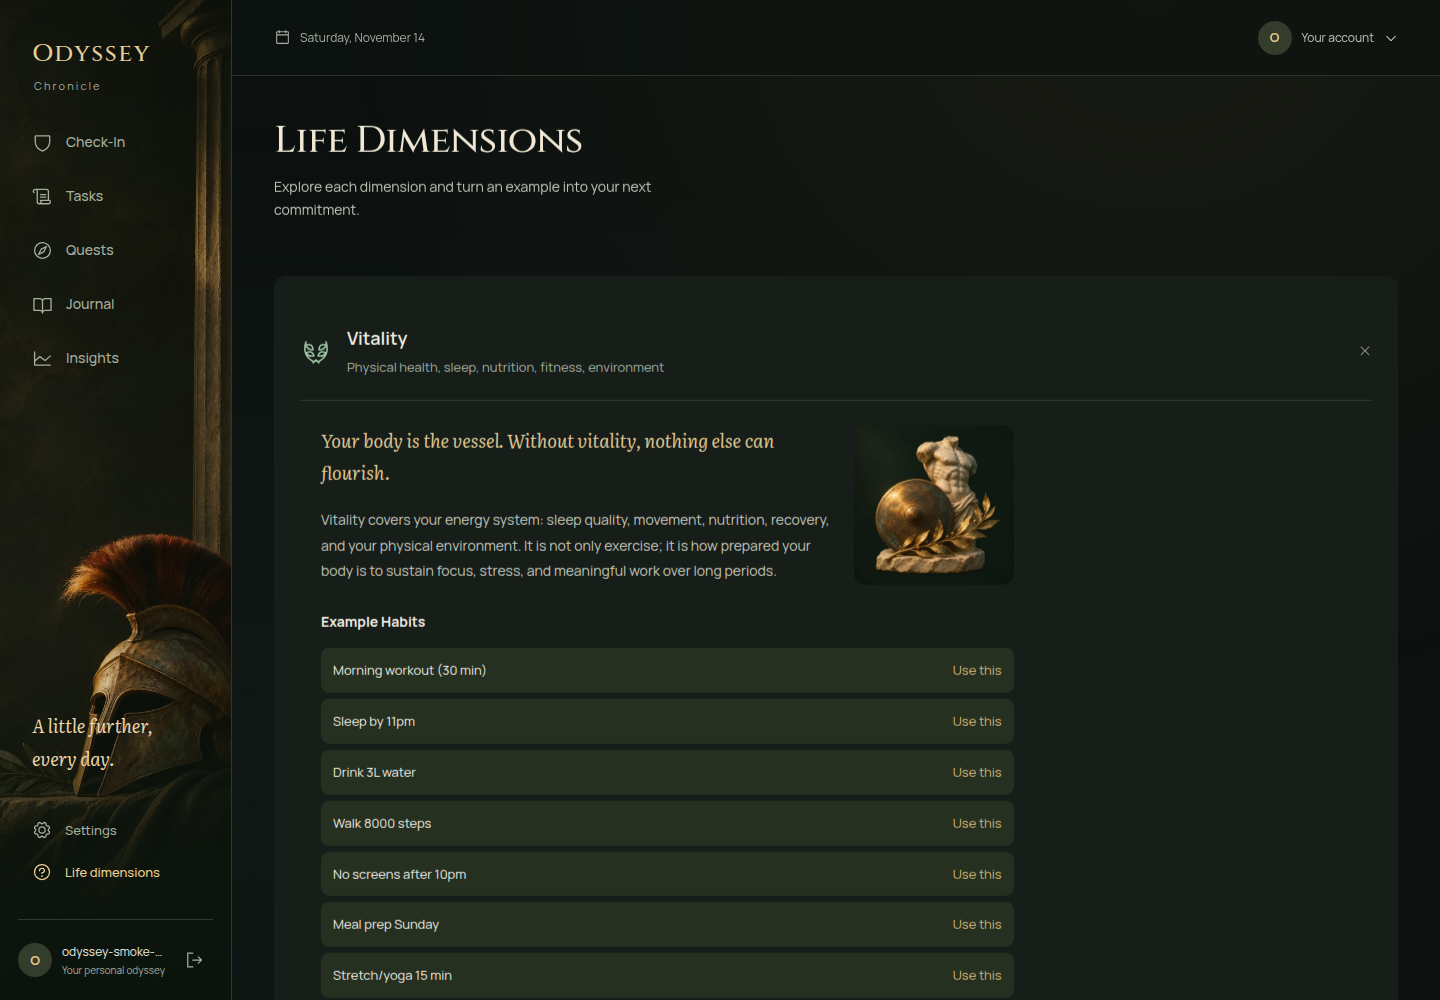 ODYSSEY
Chronicle
Check-In
Tasks
Quests
Journal
Insights
A little further,
every day.
Settings
Life dimensions
O
odyssey-smoke-...
Your personal odyssey
Saturday, November 14
O
Your account
LIFE DIMENSIONS
Explore each dimension and turn an example into your next
commitment.
Vitality
Physical health, sleep, nutrition, fitness, environment
Your body is the vessel. Without vitality, nothing else can
flourish.
Vitality covers your energy system: sleep quality, movement, nutrition, recovery,
and your physical environment. It is not only exercise; it is how prepared your
body is to sustain focus, stress, and meaningful work over long periods.
Example Habits
Morning workout (30 min) Use this
Sleep by 11pm Use this
Drink 3L water Use this
Walk 8000 steps Use this
No screens after 10pm Use this
Meal prep Sunday Use this
Stretch/yoga 15 min Use this